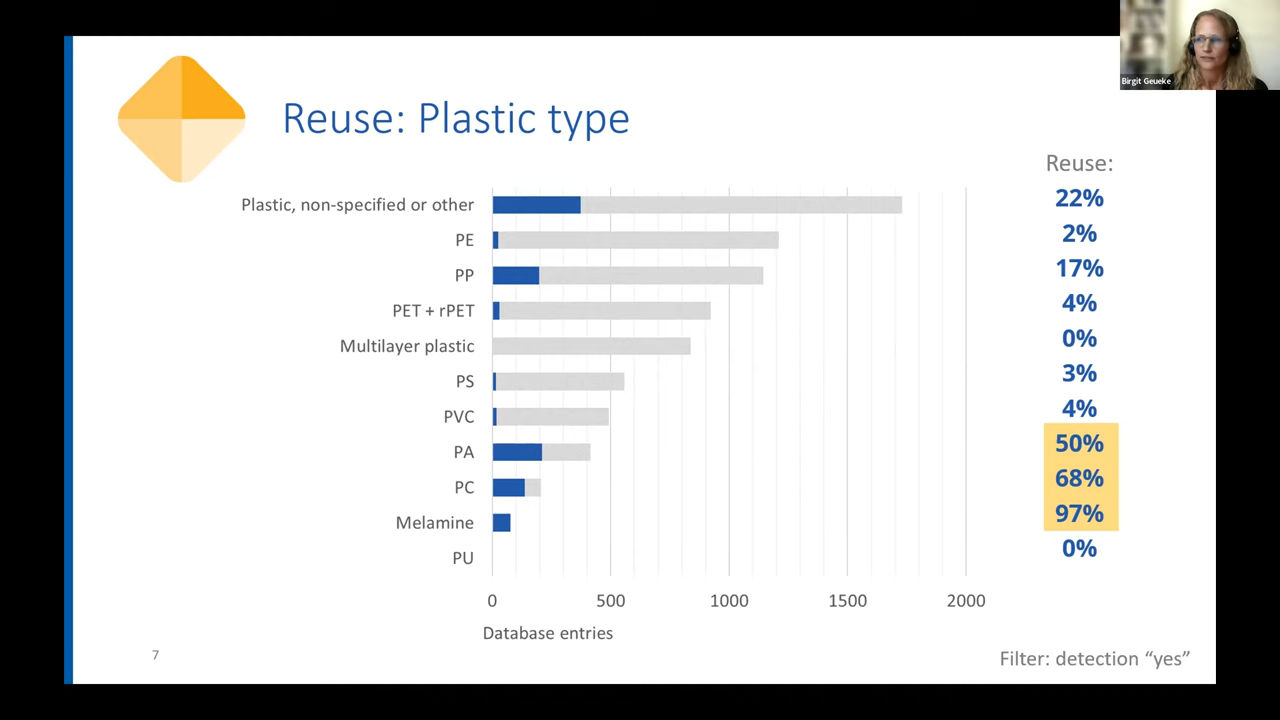 Birgit Geueke
Reuse: Plastic type
Reuse:
Plastic, non-specified or other
22%
PE
2%
PP
17%
PET + rPET
4%
Multilayer plastic
0%
PS
3%
PVC
4%
PA
50%
PC
68%
Melamine
97%
PU
0%
0 500 1000 1500 2000
Database entries
7
Filter: detection “yes”